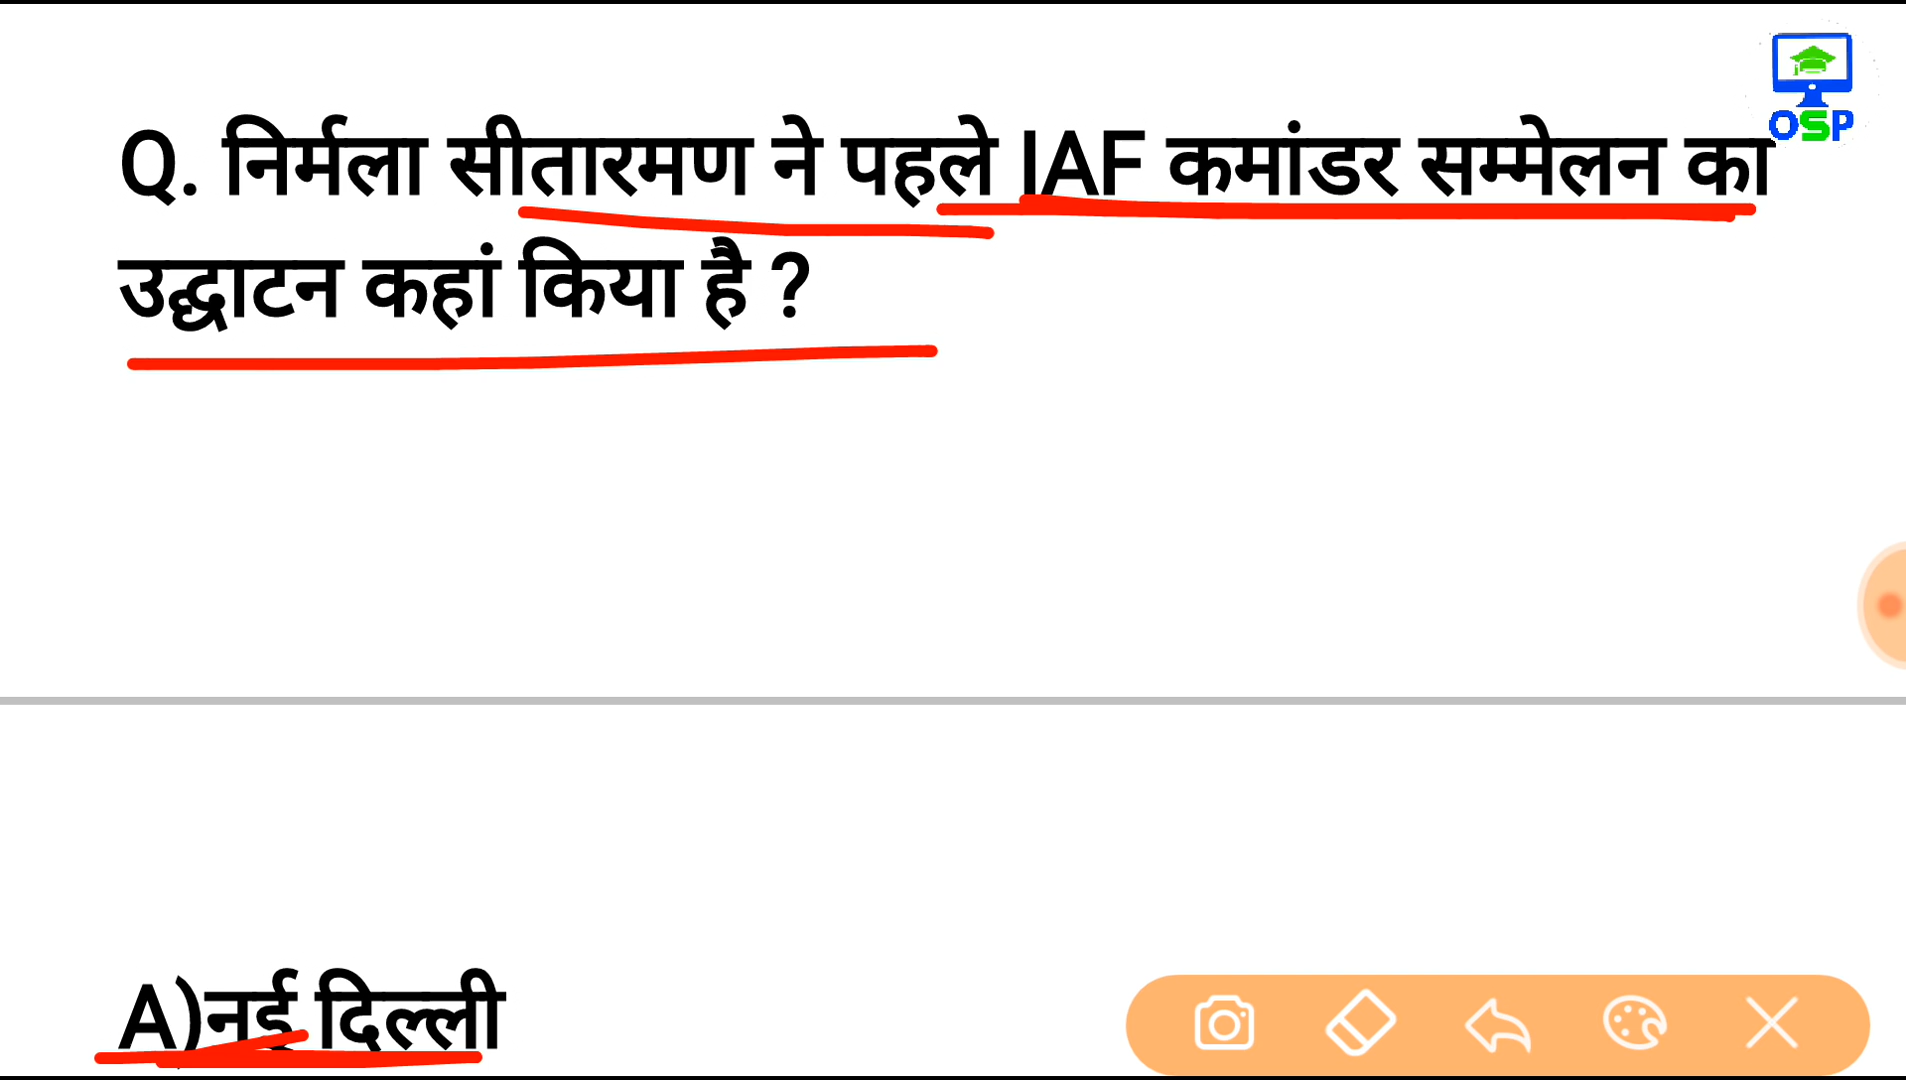 OSP
Q. निर्मला सीतारमण ने पहले IAF कमांडर सम्मेलन का
उद्घाटन कहां किया है ?
A)नई दिल्ली